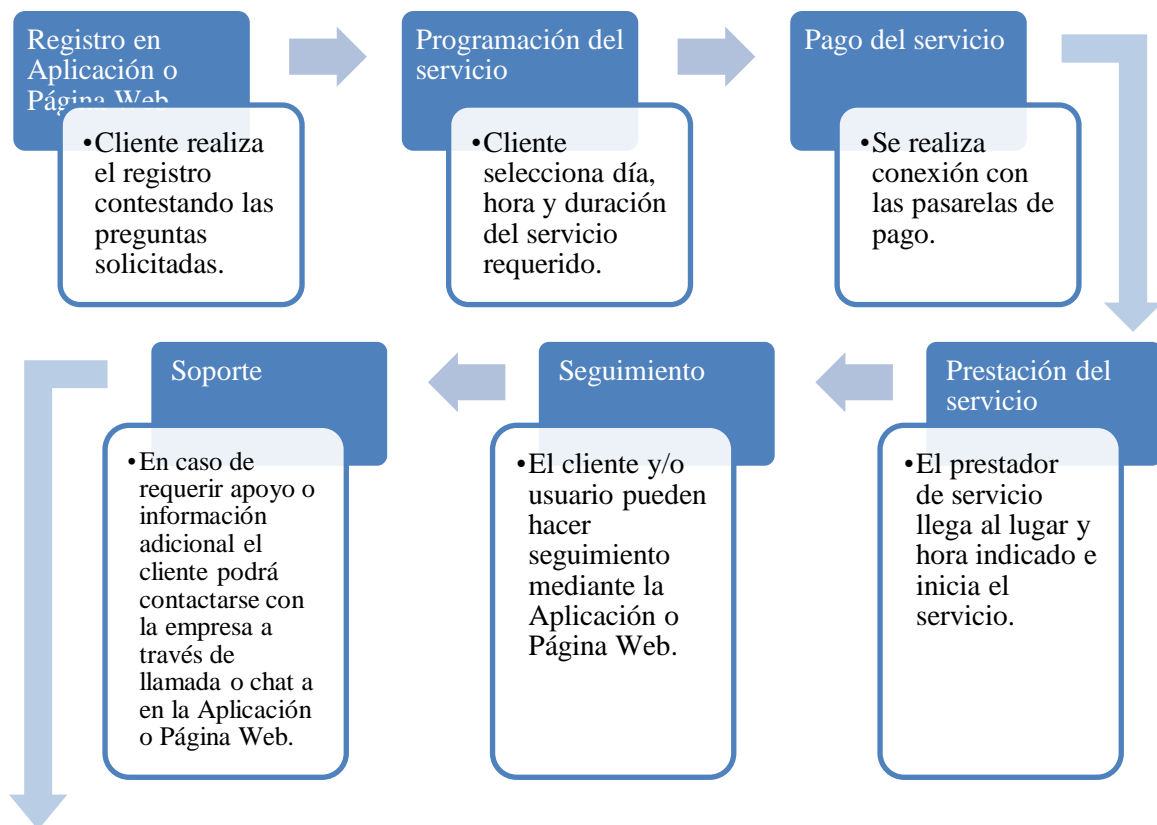 Registro en
Aplicación o
Página Web
•Cliente realiza
el registro
contestando las
preguntas
solicitadas.
Programación del
servicio
•Cliente
selecciona día,
hora y duración
del servicio
requerido.
Pago del servicio
•Se realiza
conexión con
las pasarelas de
pago.
Prestación del
servicio
•El prestador
de servicio
llega al lugar y
hora indicado e
inicia el
servicio.
Seguimiento
•El cliente y/o
usuario pueden
hacer
seguimiento
mediante la
Aplicación o
Página Web.
Soporte
•En caso de
requerir apoyo o
información
adicional el
cliente podrá
contactarse con
la empresa a
través de
llamada o chat a
en la Aplicación
o Página Web.